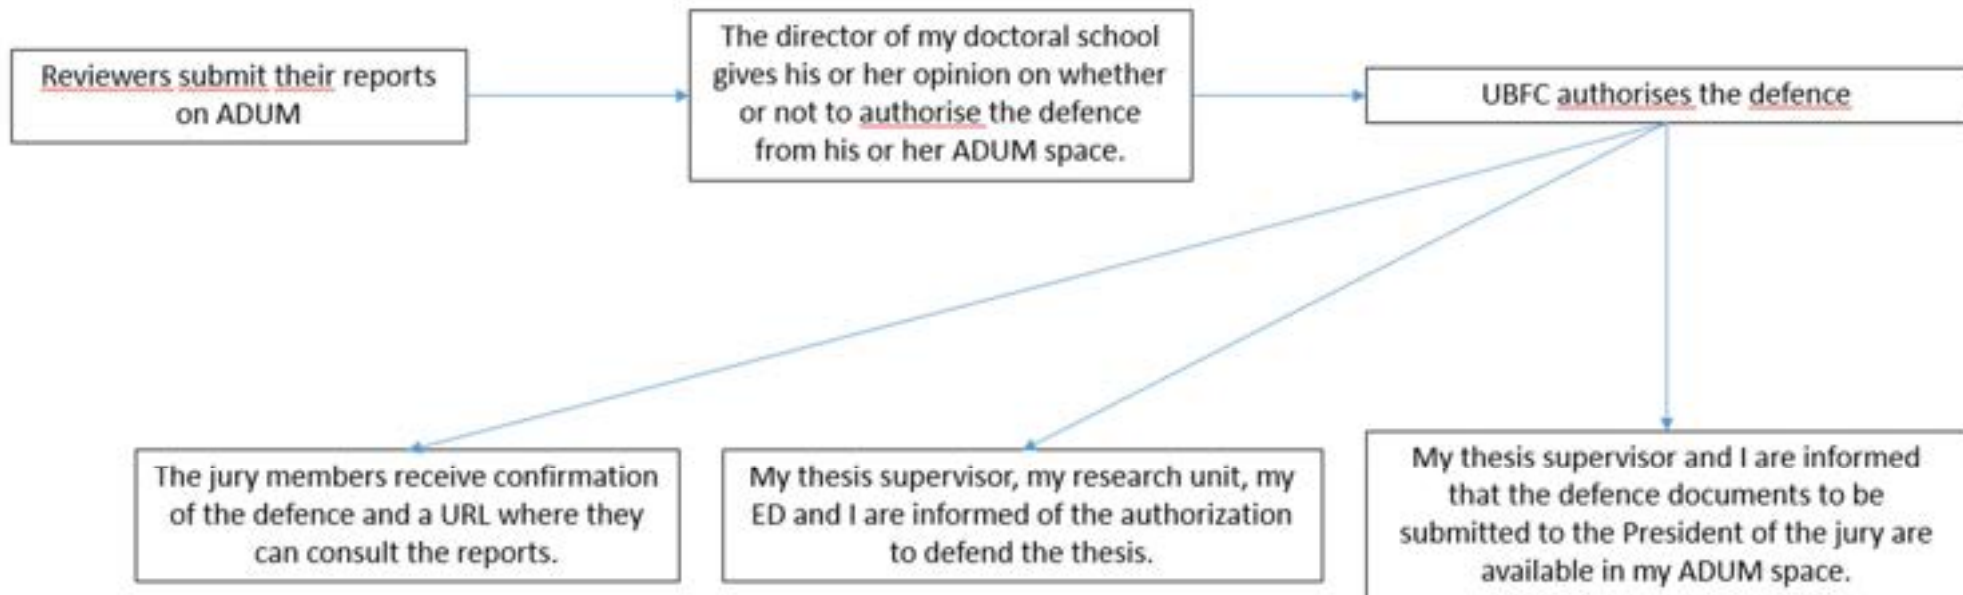 Reviewers submit their reports
on ADUM
The director of my doctoral school
gives his or her opinion on whether
or not to authorise the defence
from his or her ADUM space.
UBFC authorises the defence
The jury members receive confirmation
of the defence and a URL where they
can consult the reports.
My thesis supervisor, my research unit, my
ED and I are informed of the authorization
to defend the thesis.
My thesis supervisor and I are informed
that the defence documents to be
submitted to the President of the jury are
available in my ADUM space.